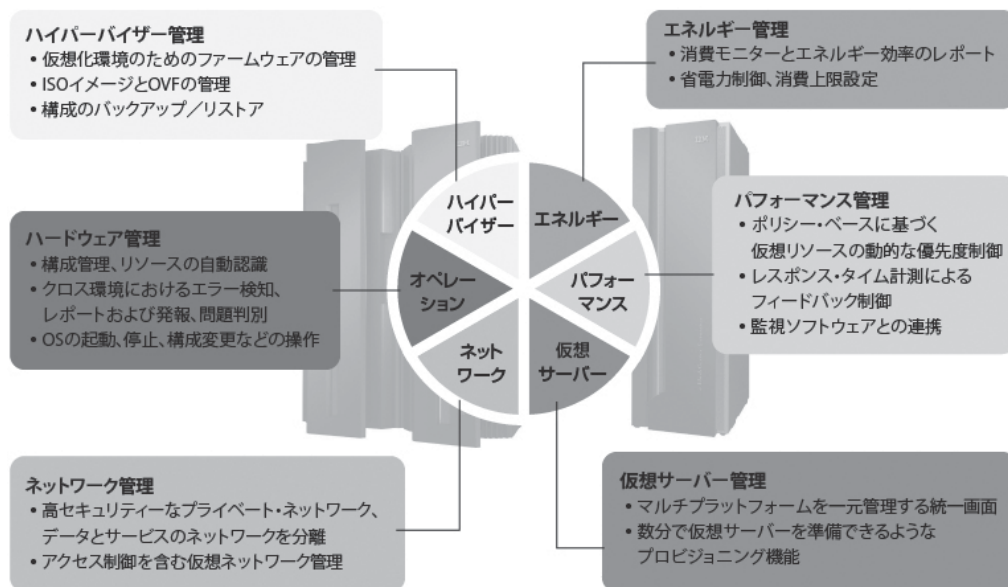 ハイパーバイザー管理
• 仮想化環境のためのファームウェアの管理
• ISOイメージとOVFの管理
• 構成のバックアップ／リストア
エネルギー管理
• 消費モニターとエネルギー効率のレポート
• 省電力制御、消費上限設定
ハードウェア管理
• 構成管理、リソースの自動認識
• クロス環境におけるエラー検知、
レポートおよび発報、問題判別
• OSの起動、停止、構成変更などの操作
パフォーマンス管理
• ポリシー・ベースに基づく
仮想リソースの動的な優先度制御
• レスポンス・タイム計測による
フィードバック制御
• 監視ソフトウェアとの連携
ハイパー
バイザー
エネルギー
オペレー
ション
パフォー
マンス
ネット
ワーク
仮想
サーバー
ネットワーク管理
• 高セキュリティーなプライベート・ネットワーク、
データとサービスのネットワークを分離
• アクセス制御を含む仮想ネットワーク管理
仮想サーバー管理
• マルチプラットフォームを一元管理する統一画面
• 数分で仮想サーバーを準備できるような
プロビジョニング機能